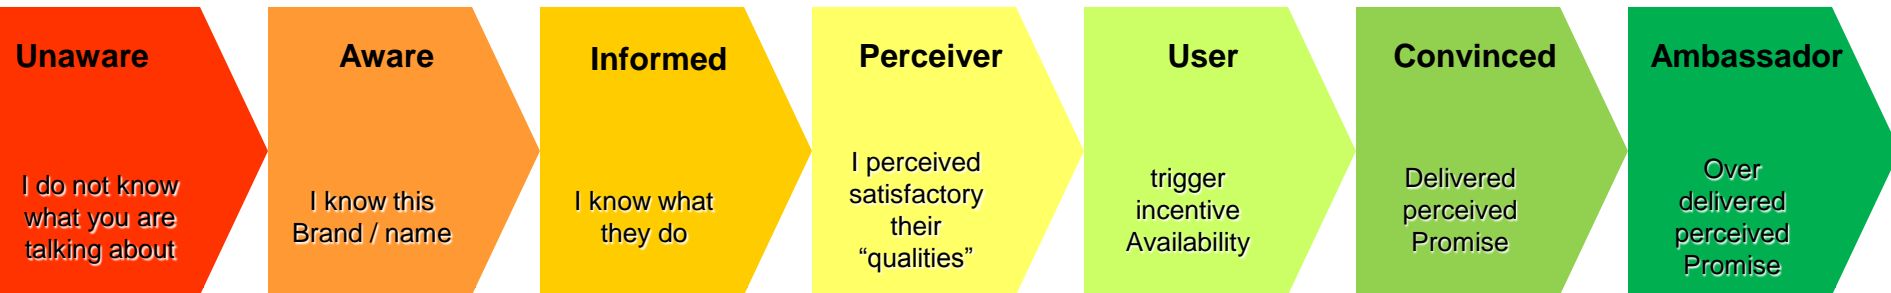 Unaware
I do not know
what you are
talking about
Aware
I know this
Brand / name
Informed
I know what
they do
Perceiver
I perceived
satisfactory
their
“qualities”
User
trigger
incentive
Availability
Convinced
Delivered
perceived
Promise
Ambassador
Over
delivered
perceived
Promise